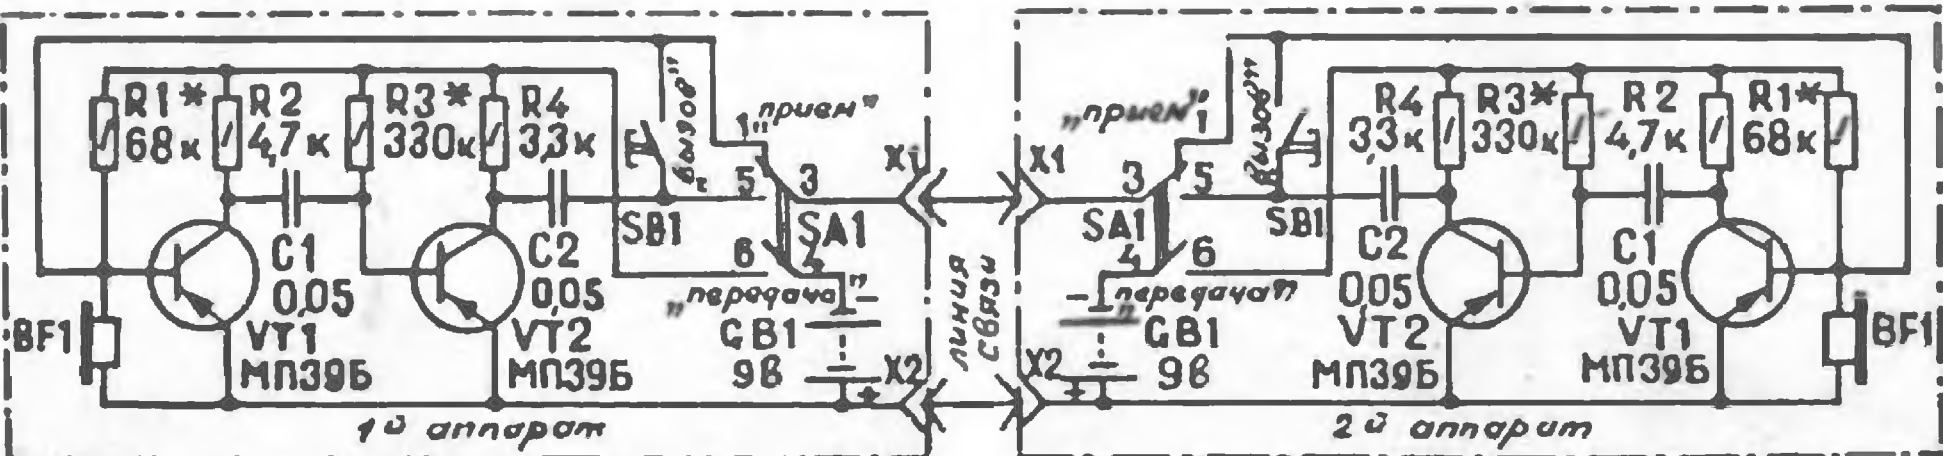 R1* 68к
R2 4,7к
R3* 330к
R4 3,3к
"вызов"
1 "прием"
5 3
SB1
SA1
6 4
"передача"
X1
C1 0,05
C2 0,05
BF1
VT1 МП39Б
VT2 МП39Б
GB1 9В
−
+
X2
1й аппарат
линия связи
X1
"прием" 1
3 5
SA1
4 6
"передача"
"вызов"
SB1
R4 3,3к
R3* 330к
R2 4,7к
R1* 68к
−
GB1 9В
+
X2
C2 0,05
C1 0,05
VT2 МП39Б
VT1 МП39Б
BF1
2й аппарат